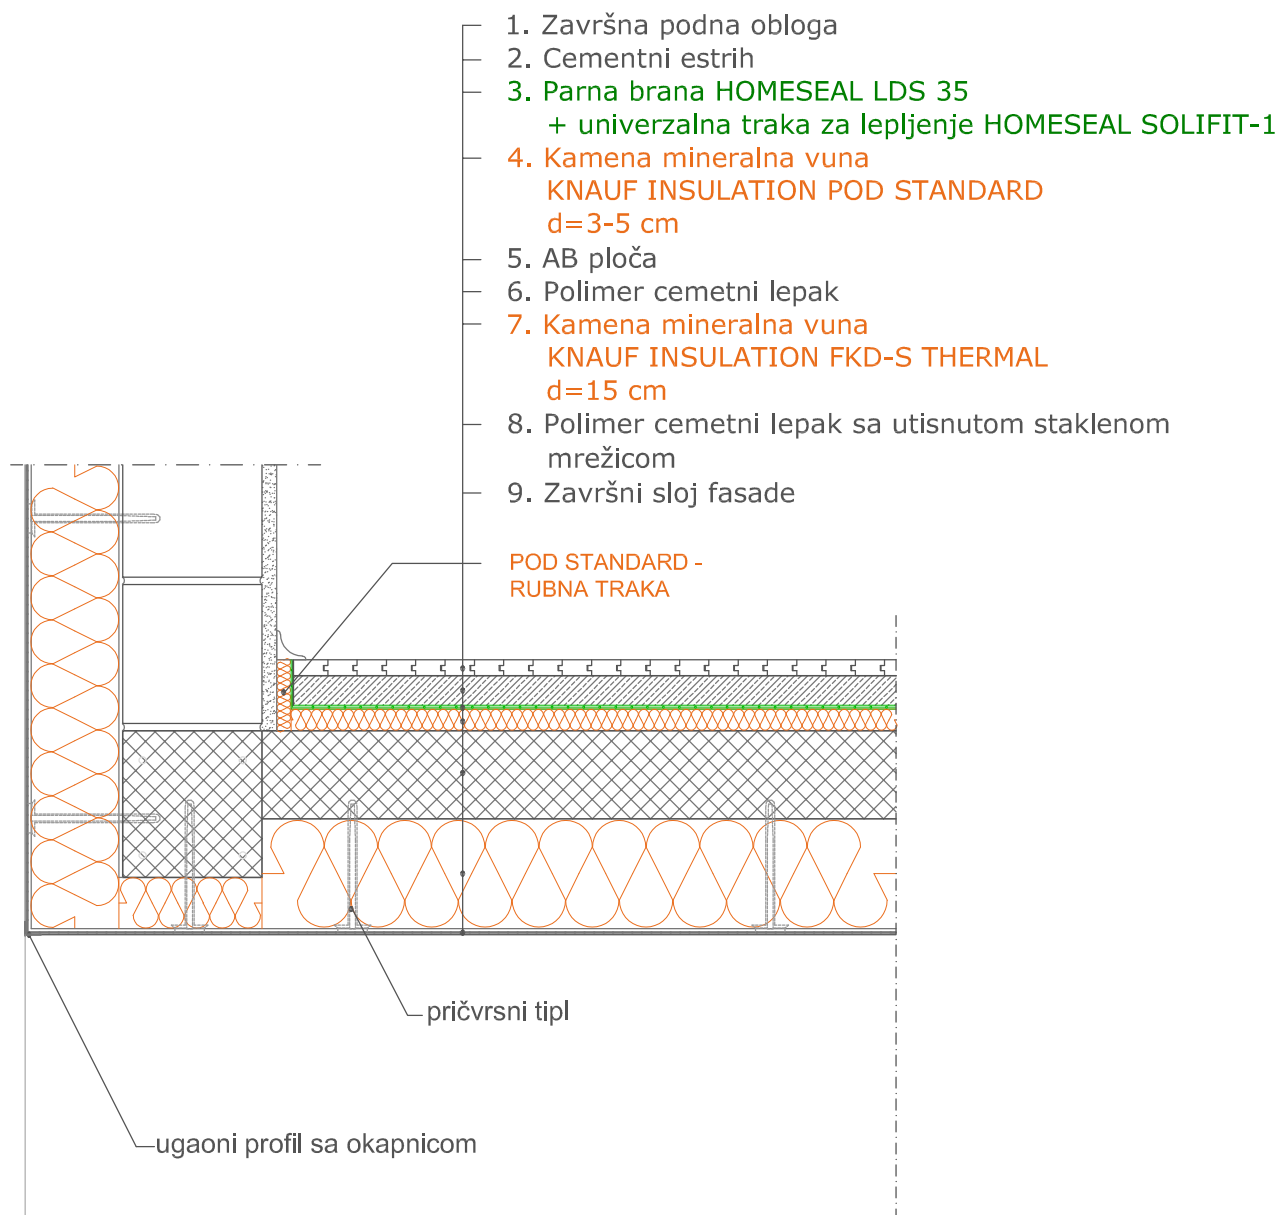 1. Završna podna obloga
2. Cementni estrih
3. Parna brana HOMESEAL LDS 35
+ univerzalna traka za lepljenje HOMESEAL SOLIFIT-1
4. Kamena mineralna vuna
KNAUF INSULATION POD STANDARD
d=3-5 cm
5. AB ploča
6. Polimer cemetni lepak
7. Kamena mineralna vuna
KNAUF INSULATION FKD-S THERMAL
d=15 cm
8. Polimer cemetni lepak sa utisnutom staklenom
mrežicom
9. Završni sloj fasade
POD STANDARD -
RUBNA TRAKA
pričvrsni tipl
ugaoni profil sa okapnicom